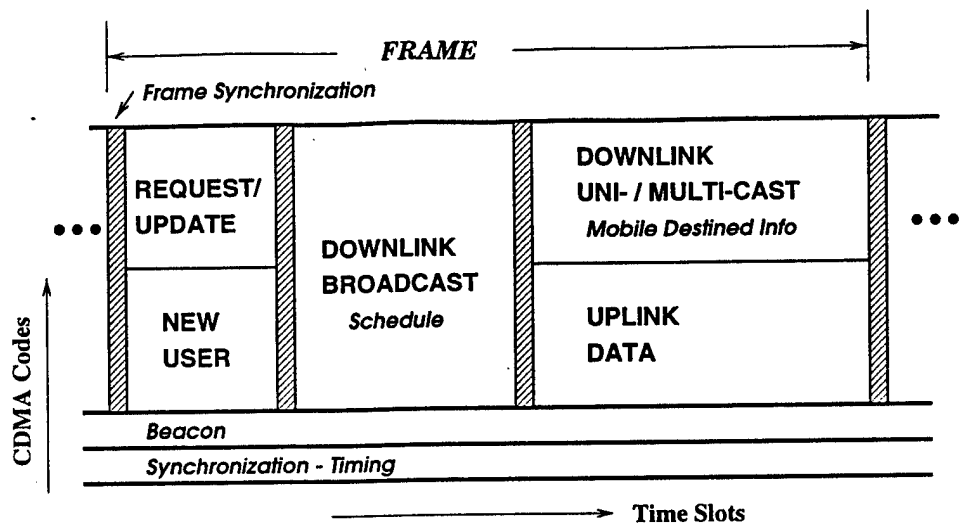 FRAME
Frame Synchronization
REQUEST/
UPDATE
NEW
USER
DOWNLINK
BROADCAST
Schedule
DOWNLINK
UNI- / MULTI-CAST
Mobile Destined Info
UPLINK
DATA
CDMA Codes
Beacon
Synchronization - Timing
Time Slots